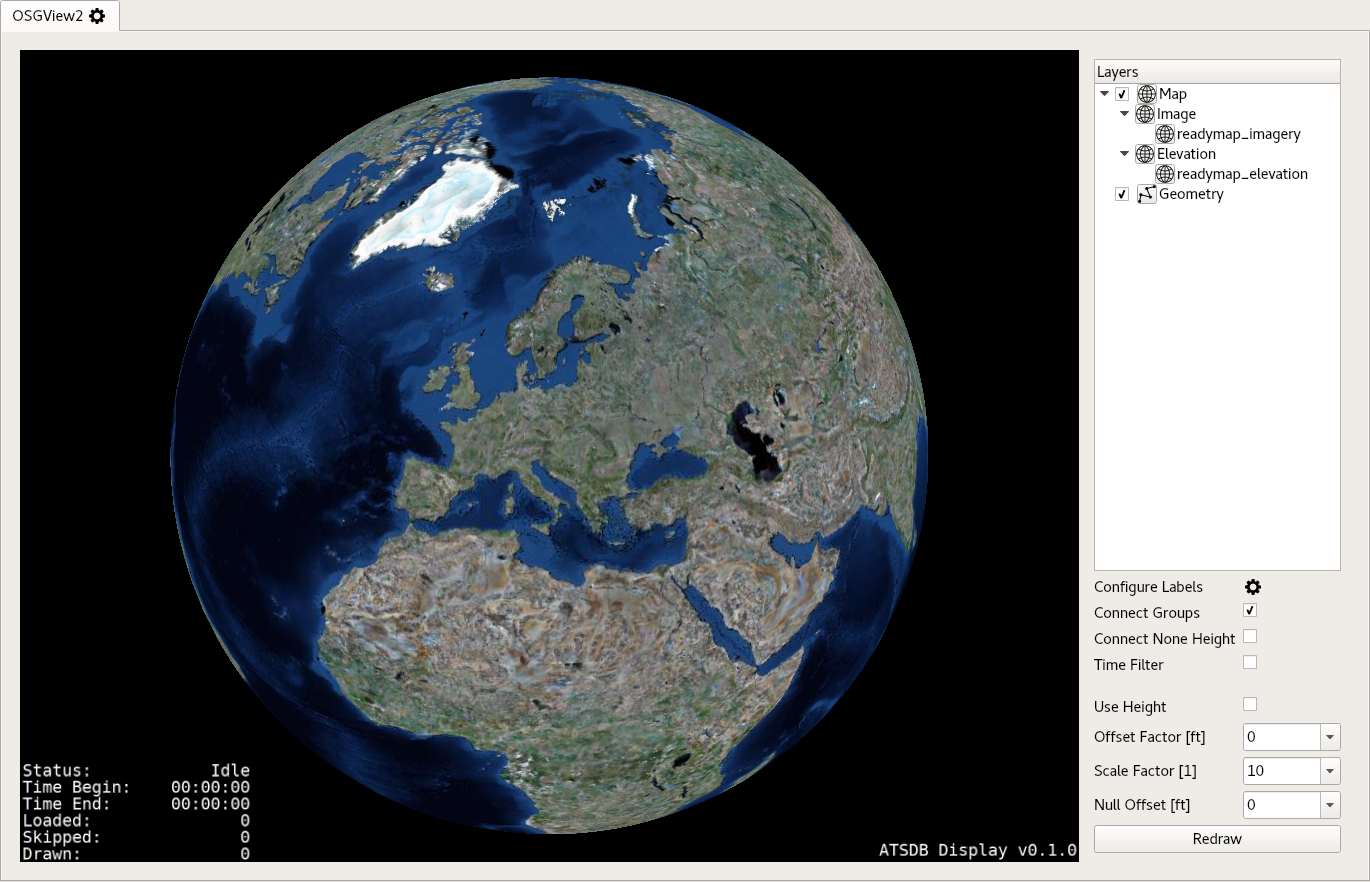 OSGView2
Layers
Map
Image
readymap_imagery
Elevation
readymap_elevation
Geometry
Configure Labels
Connect Groups
Connect None Height
Time Filter
Use Height
Offset Factor [ft] 0
Scale Factor [1] 10
Null Offset [ft] 0
Redraw
Status: Idle
Time Begin: 00:00:00
Time End: 00:00:00
Loaded: 0
Skipped: 0
Drawn: 0
ATSDB Display v0.1.0